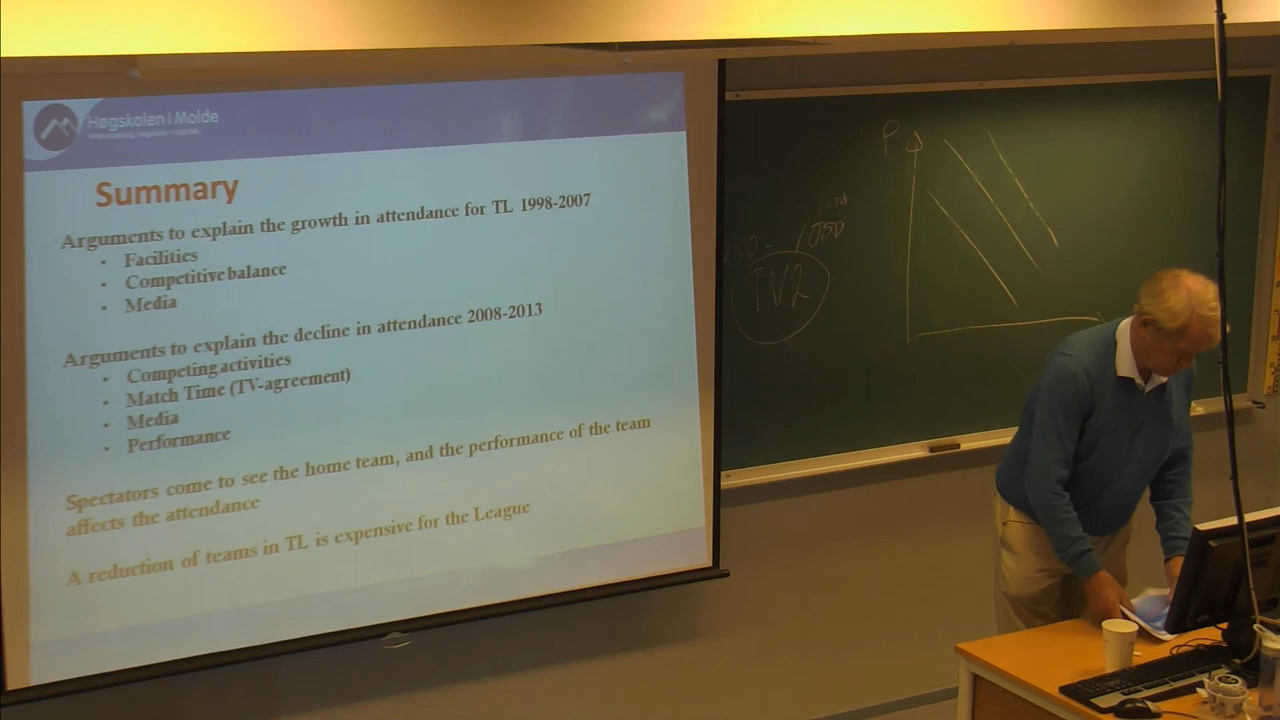 Høgskolen i Molde
Summary
Arguments to explain the growth in attendance for TL 1998-2007
• Facilities
• Competitive balance
• Media
Arguments to explain the decline in attendance 2008-2013
• Competing activities
• Match Time (TV-agreement)
• Media
• Performance
Spectators come to see the home team, and the performance of the team
affects the attendance
A reduction of teams in TL is expensive for the League
P
TV2